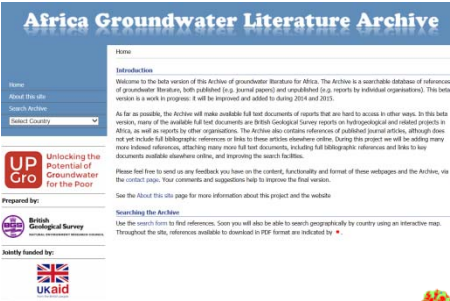 Africa Groundwater Literature Archive
Home
About this site
Search Archive
Select Country
UP
Gro
Unlocking the
Potential of
Groundwater
for the Poor
Prepared by:
BGS
British
Geological Survey
NATURAL ENVIRONMENT RESEARCH COUNCIL
Jointly funded by:
UKaid
Home
Introduction
Welcome to the beta version of this Archive of groundwater literature for Africa. The Archive is a searchable database of references
of groundwater literature, both published (e.g. journal papers) and unpublished (e.g. reports by individual organisations). This beta
version is a work in progress: it will be improved and added to during 2014 and 2015.
As far as possible, the Archive will make available full text documents of reports that are hard to access in other ways. In this beta
version, many of the available full text documents are British Geological Survey reports on hydrogeological and related projects in
Africa, as well as reports by other organisations. The Archive also contains references of published journal articles, although does
not yet include full bibliographic references or links to these articles elsewhere online. During this project we will be adding many
more indexed references, attaching many more full text documents, including full bibliographic references and links to key
documents available elsewhere online, and improving the search facilities.
Please feel free to send us any feedback you have on the content, functionality and format of these webpages and the Archive, via
the contact page. Your comments and suggestions help to improve the final version.
See the About this site page for more information about this project and the website
Searching the Archive
Use the search form to find references. Soon you will also be able to search geographically by country using an interactive map.
Throughout the site, references available to download in PDF format are indicated by